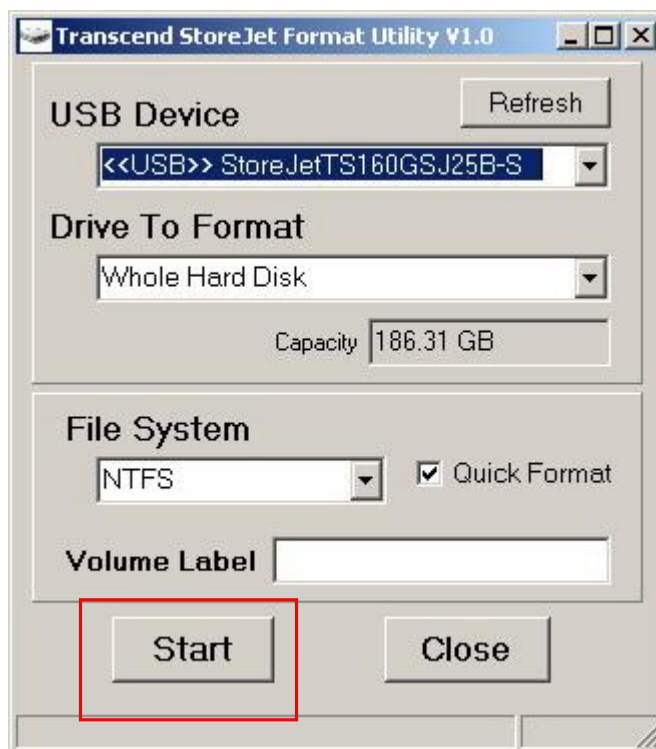 Transcend StoreJet Format Utility V1.0
Refresh
USB Device
<<USB>> StoreJetTS160GSJ25B-S
Drive To Format
Whole Hard Disk
Capacity 186.31 GB
File System
NTFS
Quick Format
Volume Label
Start Close